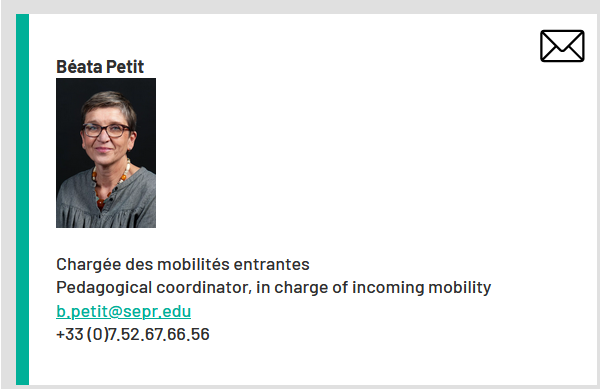 Béata Petit
Chargée des mobilités entrantes
Pedagogical coordinator, in charge of incoming mobility
b.petit@sepr.edu
+33 (0)7.52.67.66.56